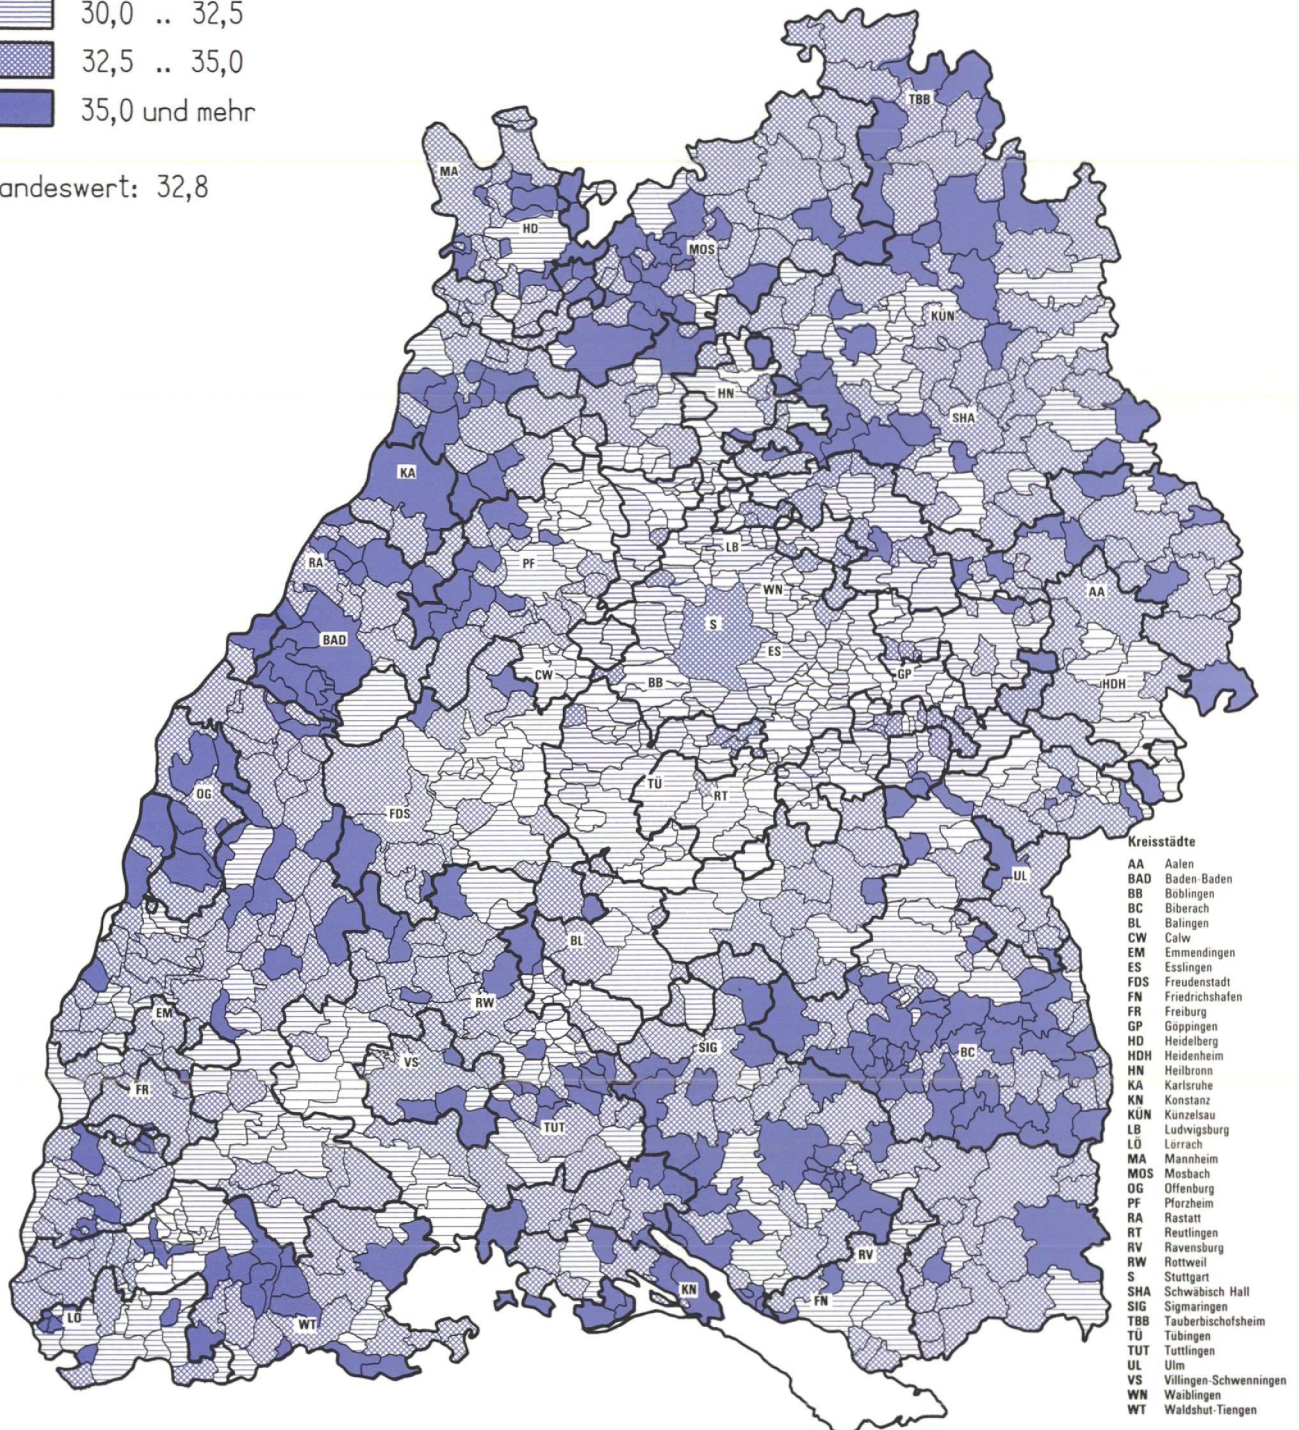 30,0 .. 32,5
32,5 .. 35,0
35,0 und mehr
andeswert: 32,8
TBB
MA
HD
MOS
KÜN
HN
SHA
KA
LB
RA
PF
WN
AA
S
BAD
ES
CW
BB
GP
HDH
TÜ
RT
OG
FDS
UL
BL
RW
EM
SIG
BC
VS
FR
TUT
RV
KN
FN
LÖ
WT
Kreisstädte
AA Aalen
BAD Baden-Baden
BB Böblingen
BC Biberach
BL Balingen
CW Calw
EM Emmendingen
ES Esslingen
FDS Freudenstadt
FN Friedrichshafen
FR Freiburg
GP Göppingen
HD Heidelberg
HDH Heidenheim
HN Heilbronn
KA Karlsruhe
KN Konstanz
KÜN Künzelsau
LB Ludwigsburg
LÖ Lörrach
MA Mannheim
MOS Mosbach
OG Offenburg
PF Pforzheim
RA Rastatt
RT Reutlingen
RV Ravensburg
RW Rottweil
S Stuttgart
SHA Schwäbisch Hall
SIG Sigmaringen
TBB Tauberbischofsheim
TÜ Tübingen
TUT Tuttlingen
UL Ulm
VS Villingen-Schwenningen
WN Waiblingen
WT Waldshut-Tiengen